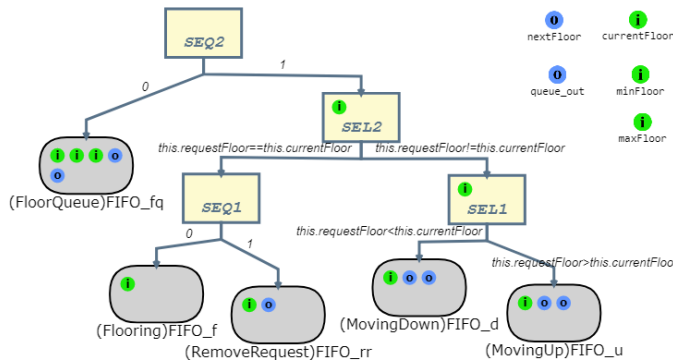 SEQ2
0
1
o
i
nextFloor
currentFloor
o
i
queue_out
minFloor
i
maxFloor
i
SEL2
this.requestFloor==this.currentFloor
this.requestFloor!=this.currentFloor
i i i o
o
(FloorQueue)FIFO_fq
SEQ1
i
SEL1
0
1
this.requestFloor<this.currentFloor
this.requestFloor>this.currentFloor
i
(Flooring)FIFO_f
i o
(RemoveRequest)FIFO_rr
i o o
(MovingDown)FIFO_d
i o o
(MovingUp)FIFO_u